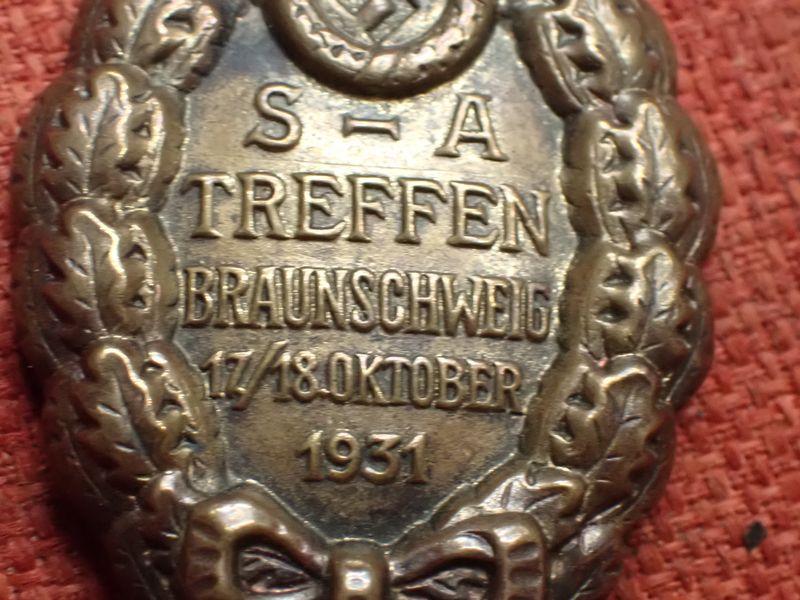 S-A
TREFFEN
BRAUNSCHWEIG
17./18.OKTOBER
1931